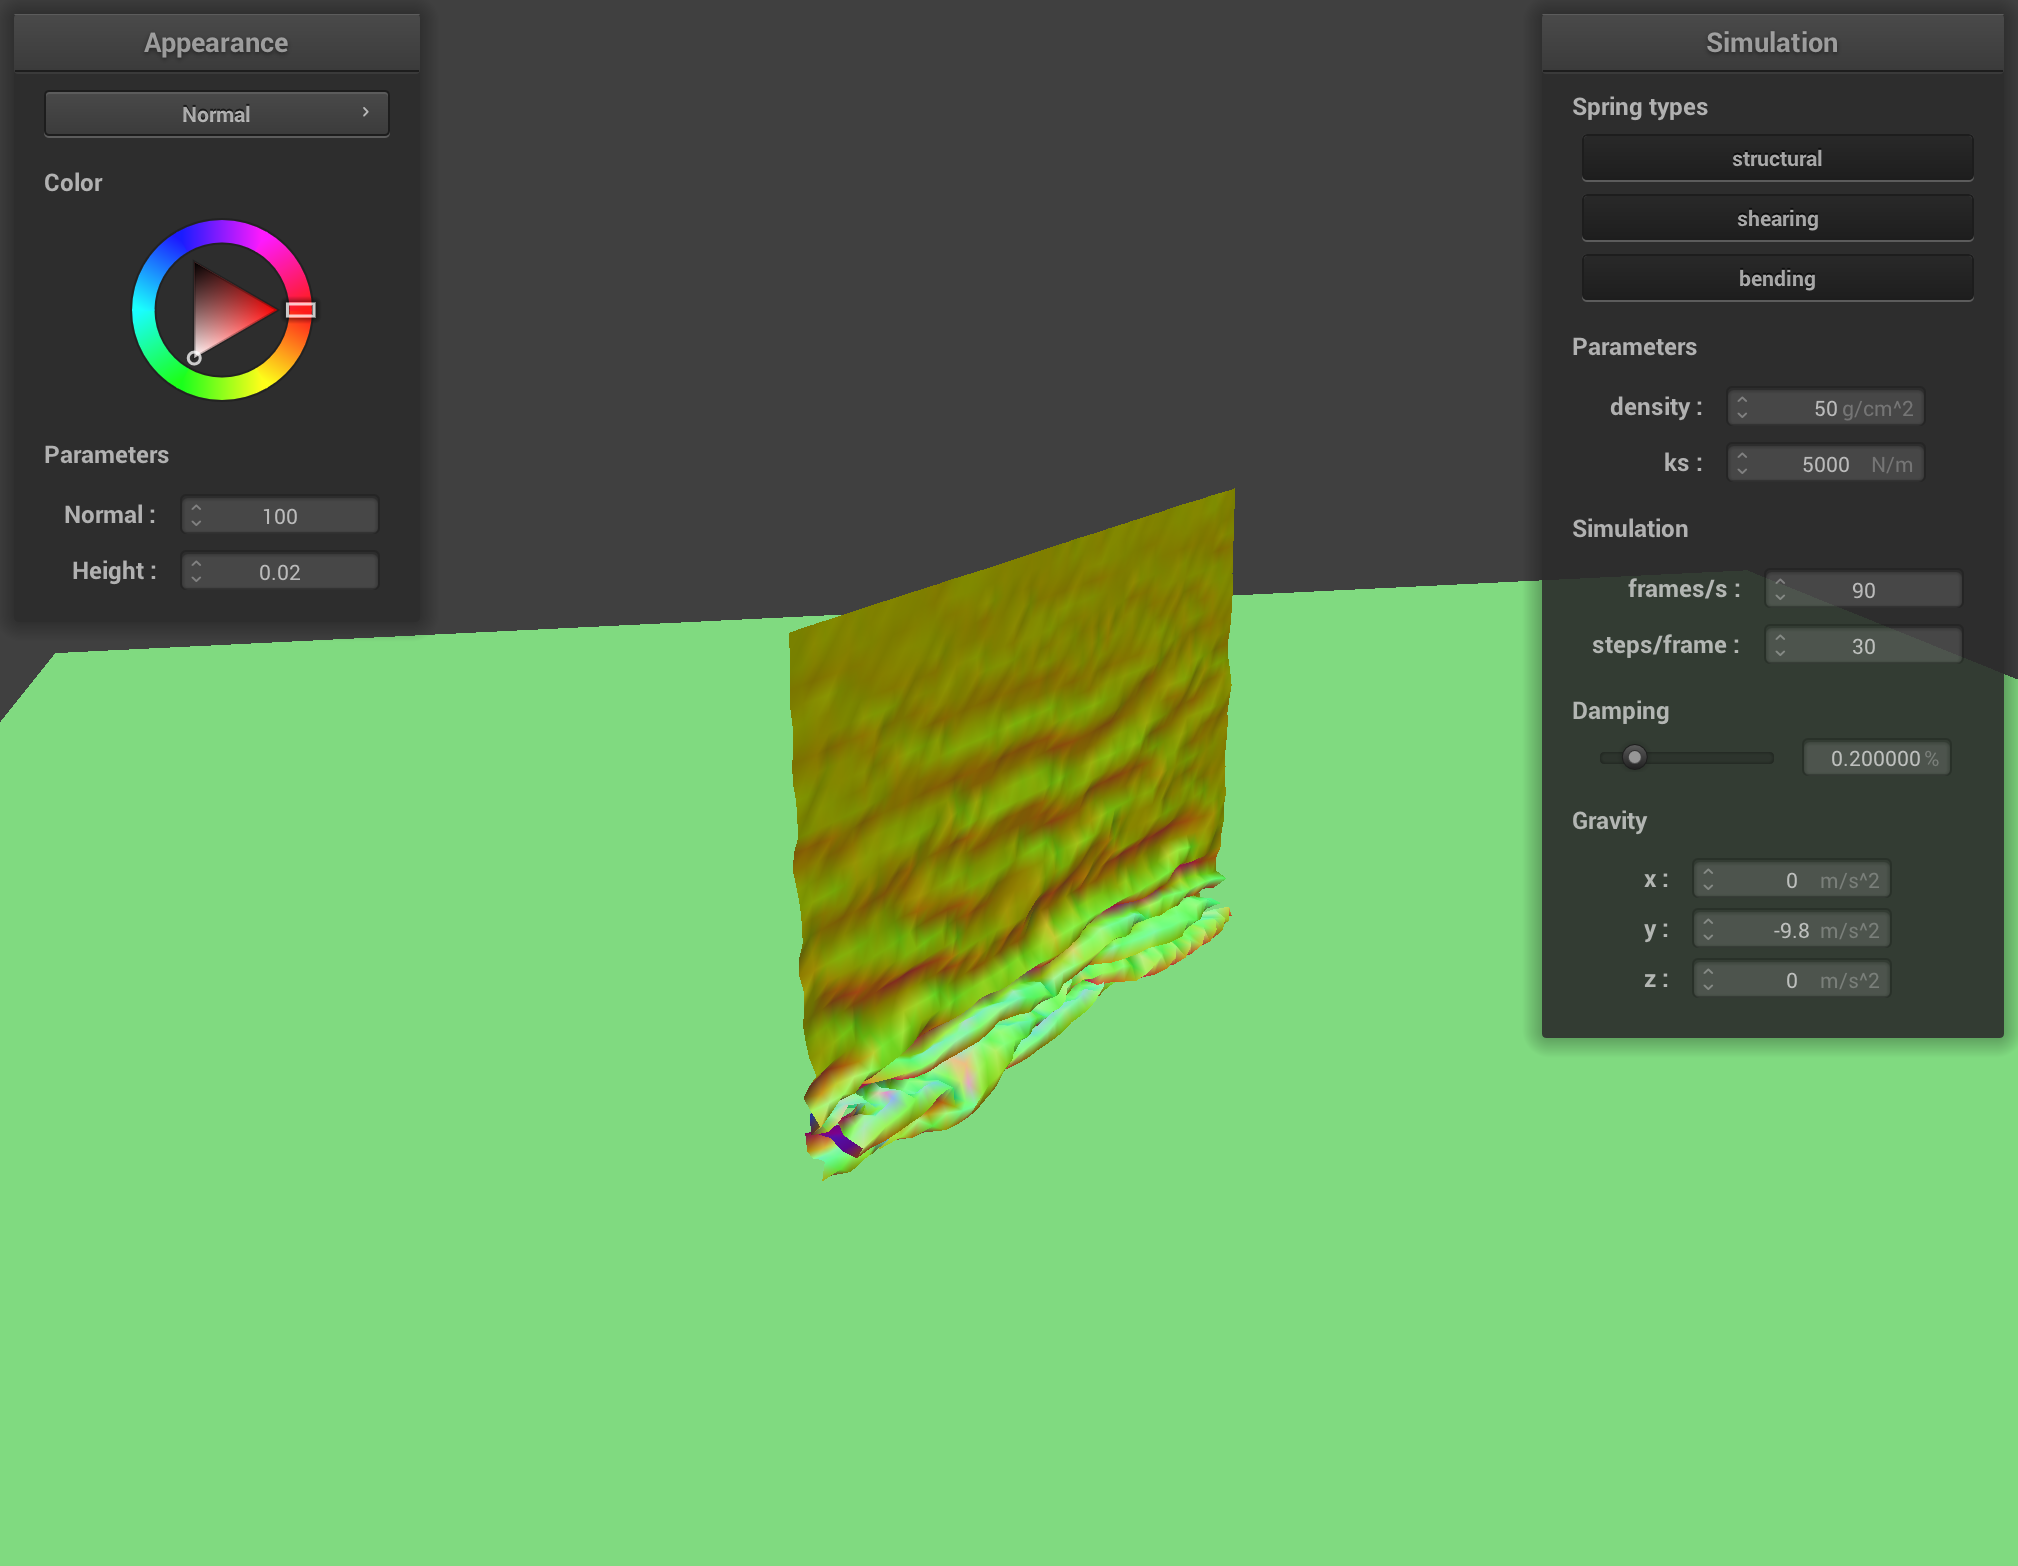 Appearance
Normal
Color
Parameters
Normal : 100
Height : 0.02
Simulation
Spring types
structural
shearing
bending
Parameters
density : 50 g/cm^2
ks : 5000 N/m
Simulation
frames/s : 90
steps/frame : 30
Damping
0.200000 %
Gravity
x : 0 m/s^2
y : -9.8 m/s^2
z : 0 m/s^2